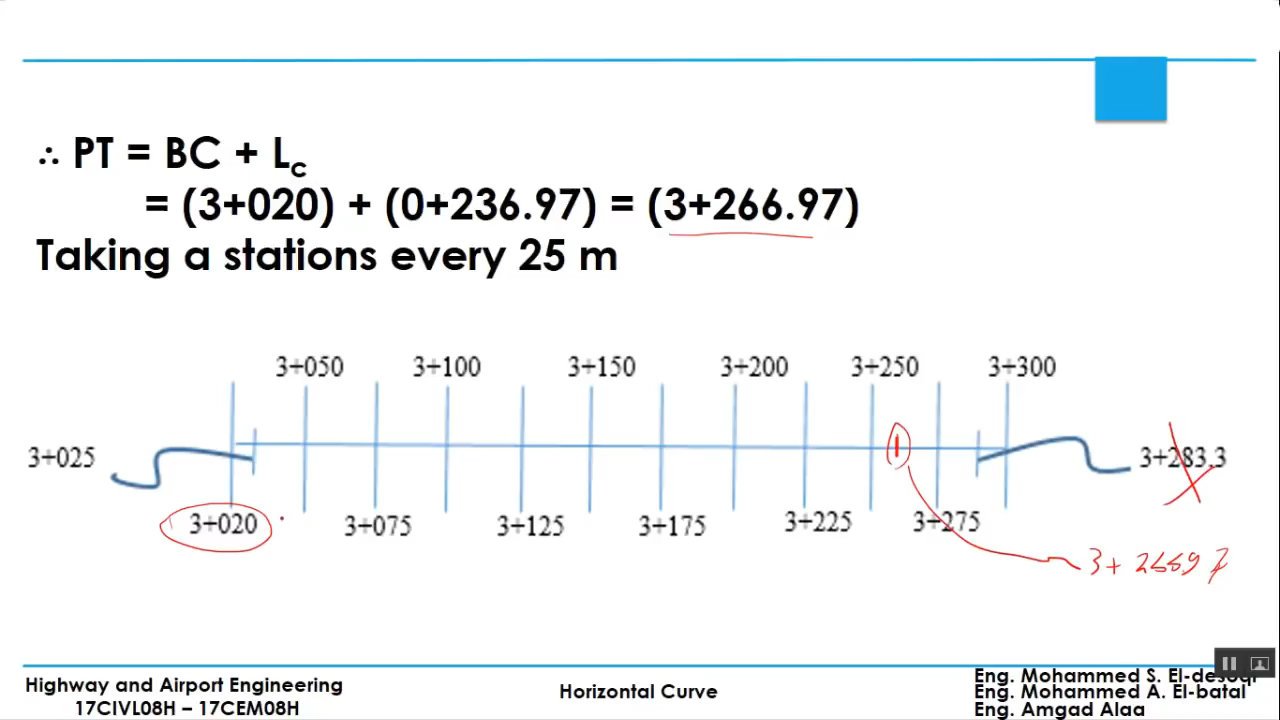 ∴ PT = BC + Lc
= (3+020) + (0+236.97) = (3+266.97)
Taking a stations every 25 m
3+050 3+100 3+150 3+200 3+250 3+300
3+025 3+283.3
3+020 3+075 3+125 3+175 3+225 3+275
3+ 26697
Highway and Airport Engineering
17CIVL08H – 17CEM08H
Horizontal Curve
Eng. Mohammed S. El-desoqi
Eng. Mohammed A. El-batal
Eng. Amgad Alaa